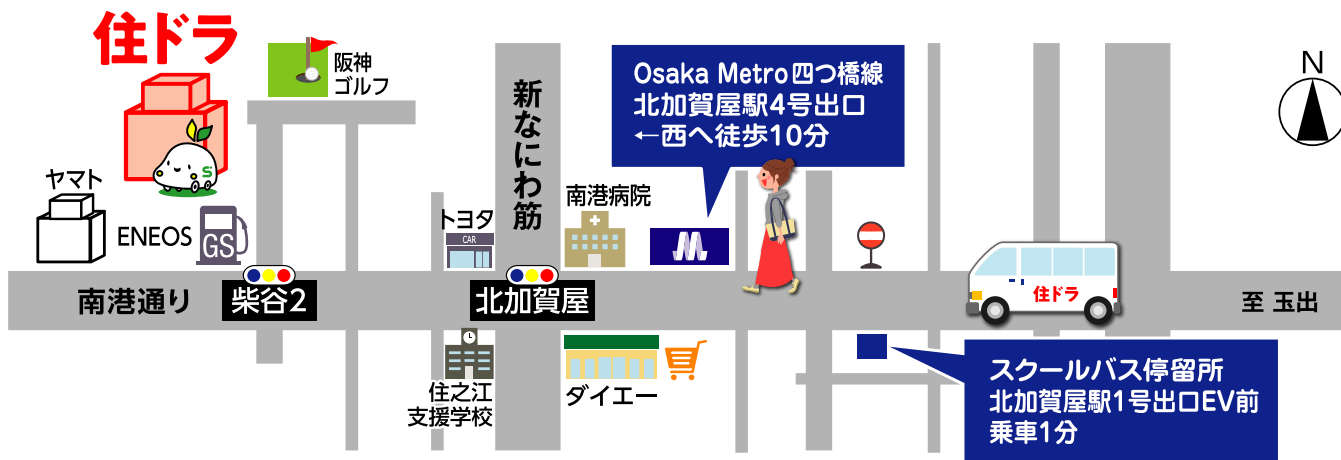 住ドラ
阪神
ゴルフ
新なにわ筋
Osaka Metro四つ橋線
北加賀屋駅4号出口
←西へ徒歩10分
N
ヤマト
ENEOS
GS
Si
トヨタ
CAR
南港病院
南港通り
柴谷2
北加賀屋
住ドラ
至 玉出
住之江
支援学校
ダイエー
スクールバス停留所
北加賀屋駅1号出口EV前
乗車1分